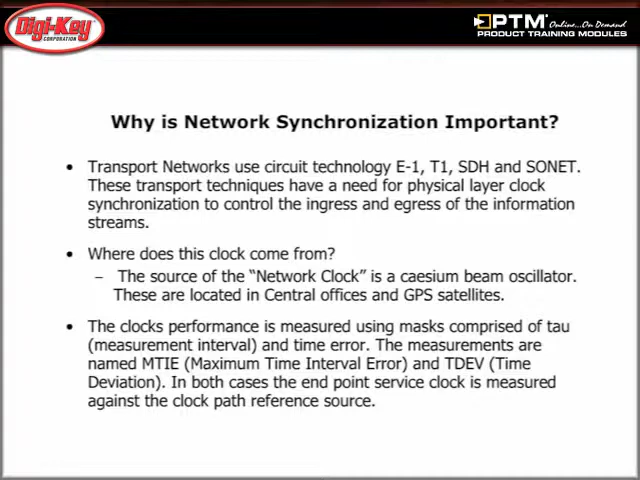 Digi-Key
CORPORATION
PTM
Online...On Demand
PRODUCT TRAINING MODULES
Why is Network Synchronization Important?
• Transport Networks use circuit technology E-1, T1, SDH and SONET.
These transport techniques have a need for physical layer clock
synchronization to control the ingress and egress of the information
streams.
• Where does this clock come from?
– The source of the “Network Clock” is a caesium beam oscillator.
These are located in Central offices and GPS satellites.
• The clocks performance is measured using masks comprised of tau
(measurement interval) and time error. The measurements are
named MTIE (Maximum Time Interval Error) and TDEV (Time
Deviation). In both cases the end point service clock is measured
against the clock path reference source.